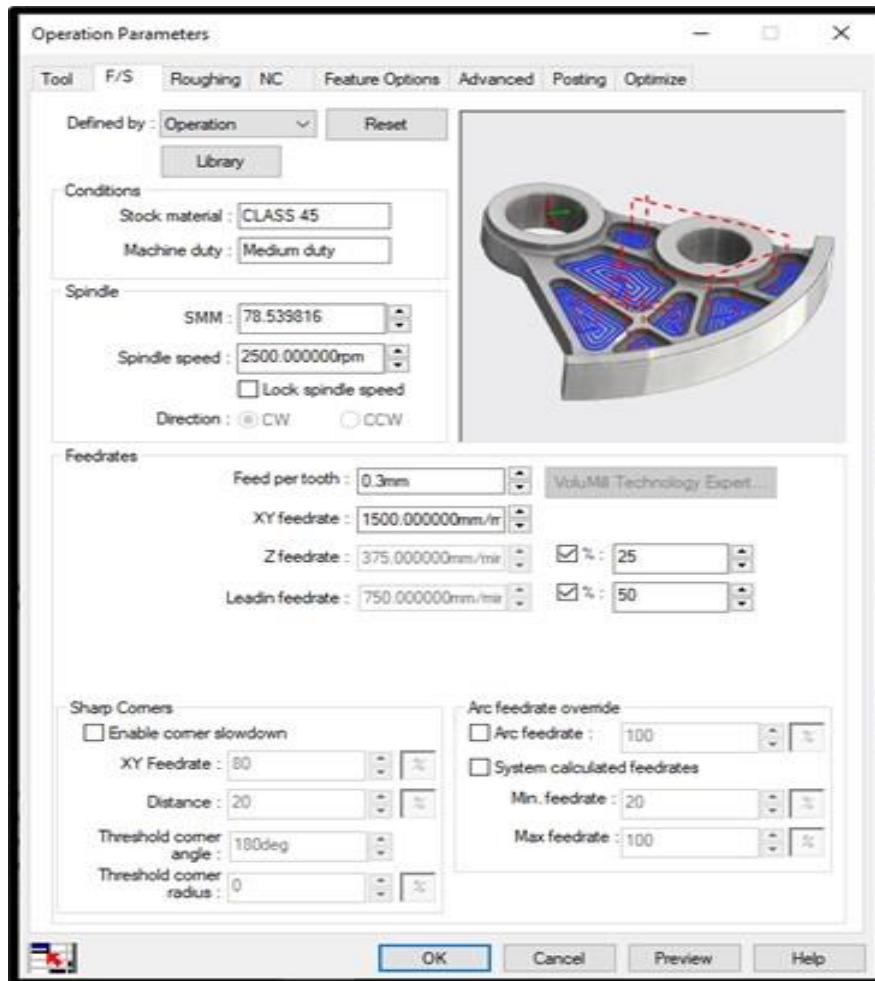 Operation Parameters
Tool F/S Roughing NC Feature Options Advanced Posting Optimize
Defined by : Operation Reset
Library
Conditions
Stock material : CLASS 45
Machine duty : Medium duty
Spindle
SMM : 78.539816
Spindle speed : 2500.000000rpm
Lock spindle speed
Direction : CW CCW
Feedrates
Feed per tooth : 0.3mm VoluMill Technology Expert...
XY feedrate : 1500.000000mm/m
Z feedrate : 375.000000mm/min % : 25
Leadin feedrate : 750.000000mm/min % : 50
Sharp Corners Arc feedrate override
Enable corner slowdown Arc feedrate : 100 %
XY Feedrate : 80 % System calculated feedrates
Distance : 20 % Min. feedrate : 20 %
Threshold corner angle : 180deg Max feedrate : 100 %
Threshold corner radius : 0 %
OK Cancel Preview Help